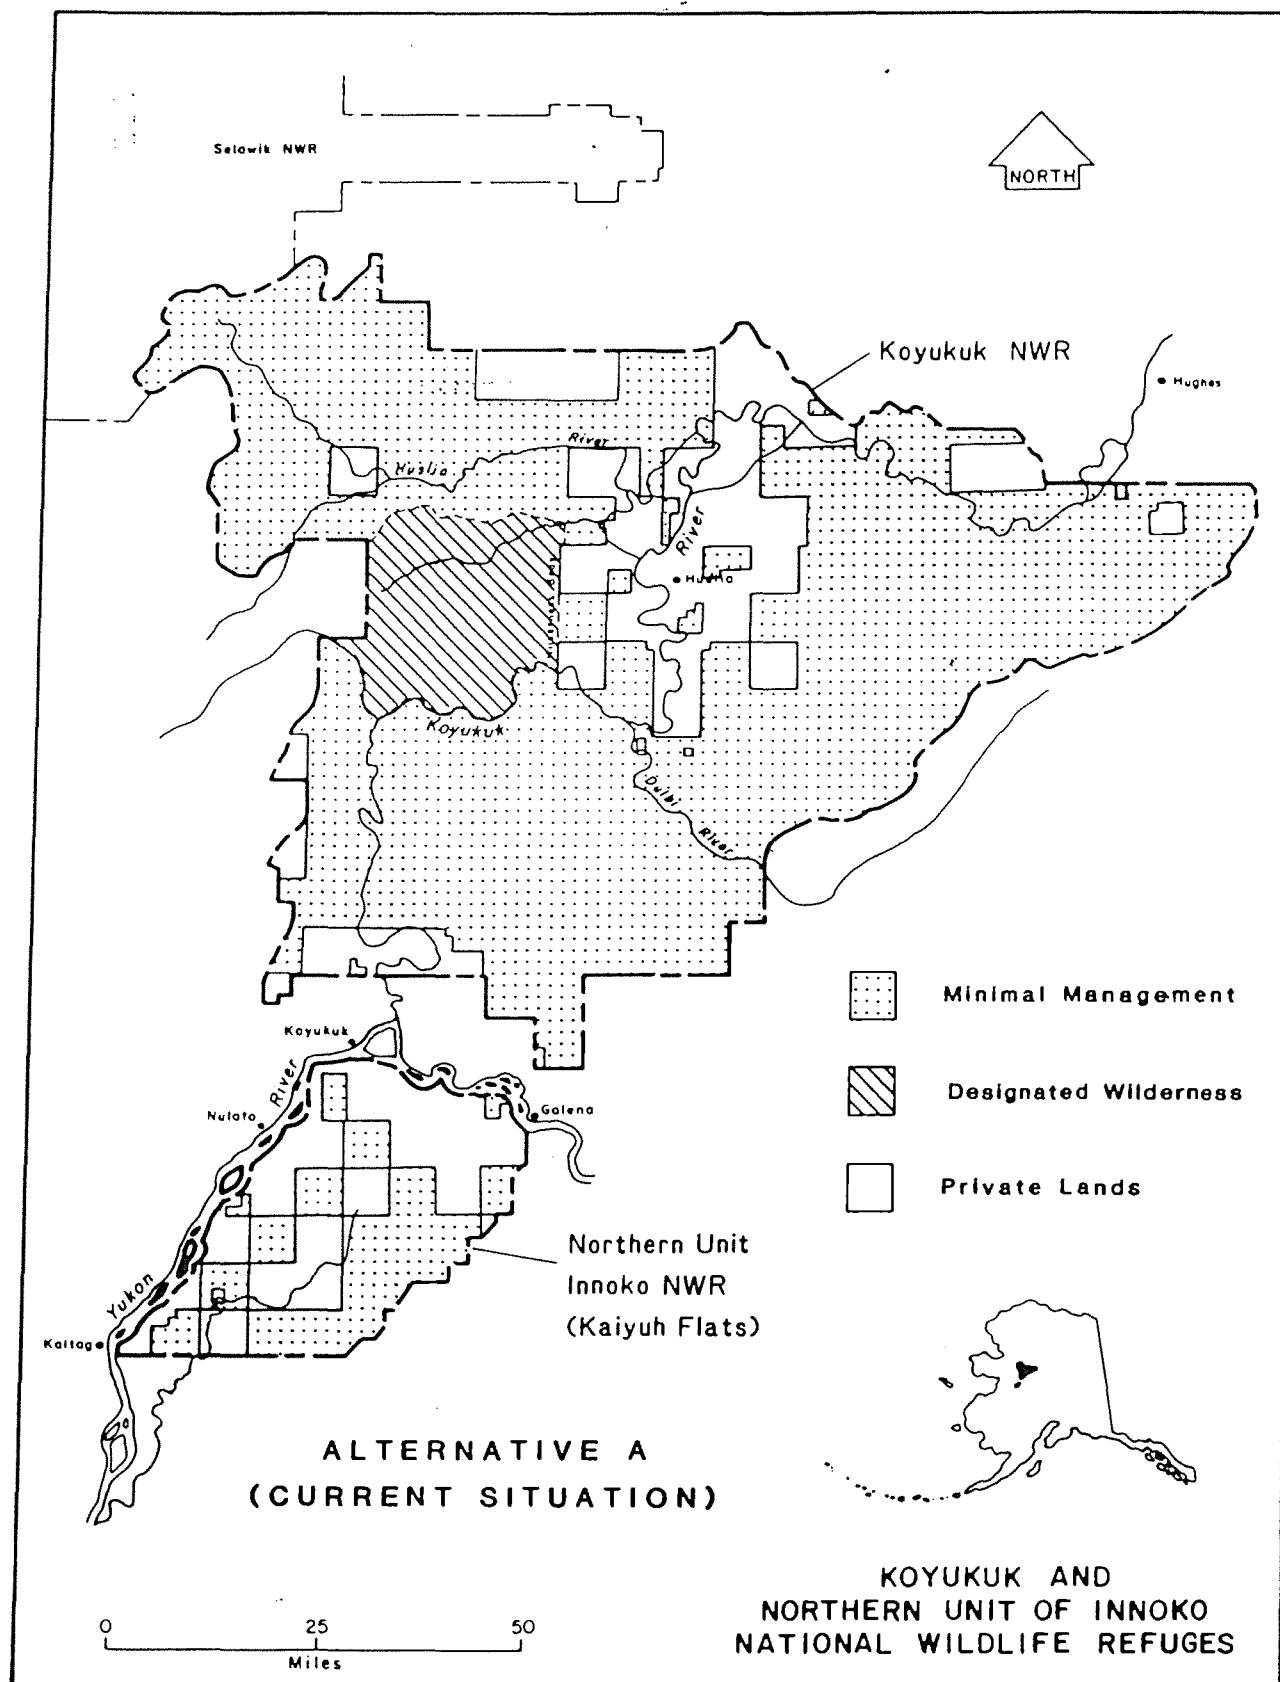 Selawik NWR
NORTH
Koyukuk NWR
Hughes
River
Huslia
River
Huslia
Koyukuk
Dulbi
River
Minimal Management
Designated Wilderness
Private Lands
Koyukuk
River
Nulato
Galena
Yukon
Kaltag
Northern Unit
Innoko NWR
(Kaiyuh Flats)
ALTERNATIVE A
(CURRENT SITUATION)
KOYUKUK AND
NORTHERN UNIT OF INNOKO
NATIONAL WILDLIFE REFUGES
0 25 50
Miles